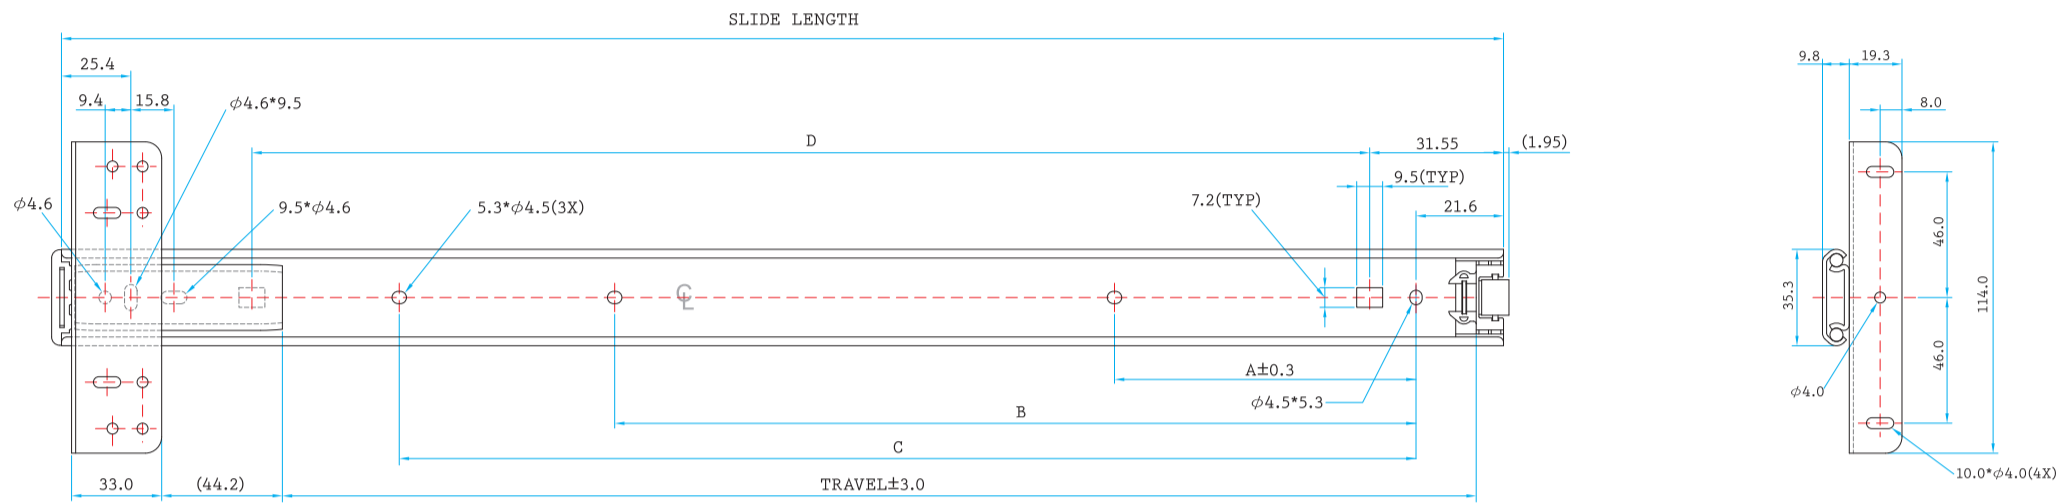 SLIDE LENGTH
25.4
9.4
15.8
ϕ4.6*9.5
D
31.55
(1.95)
9.5(TYP)
7.2(TYP)
21.6
ϕ4.6
9.5*ϕ4.6
5.3*ϕ4.5(3X)
℄
A±0.3
ϕ4.5*5.3
B
C
33.0
(44.2)
TRAVEL±3.0
9.8
19.3
8.0
46.0
35.3
114.0
46.0
ϕ4.0
10.0*ϕ4.0(4X)